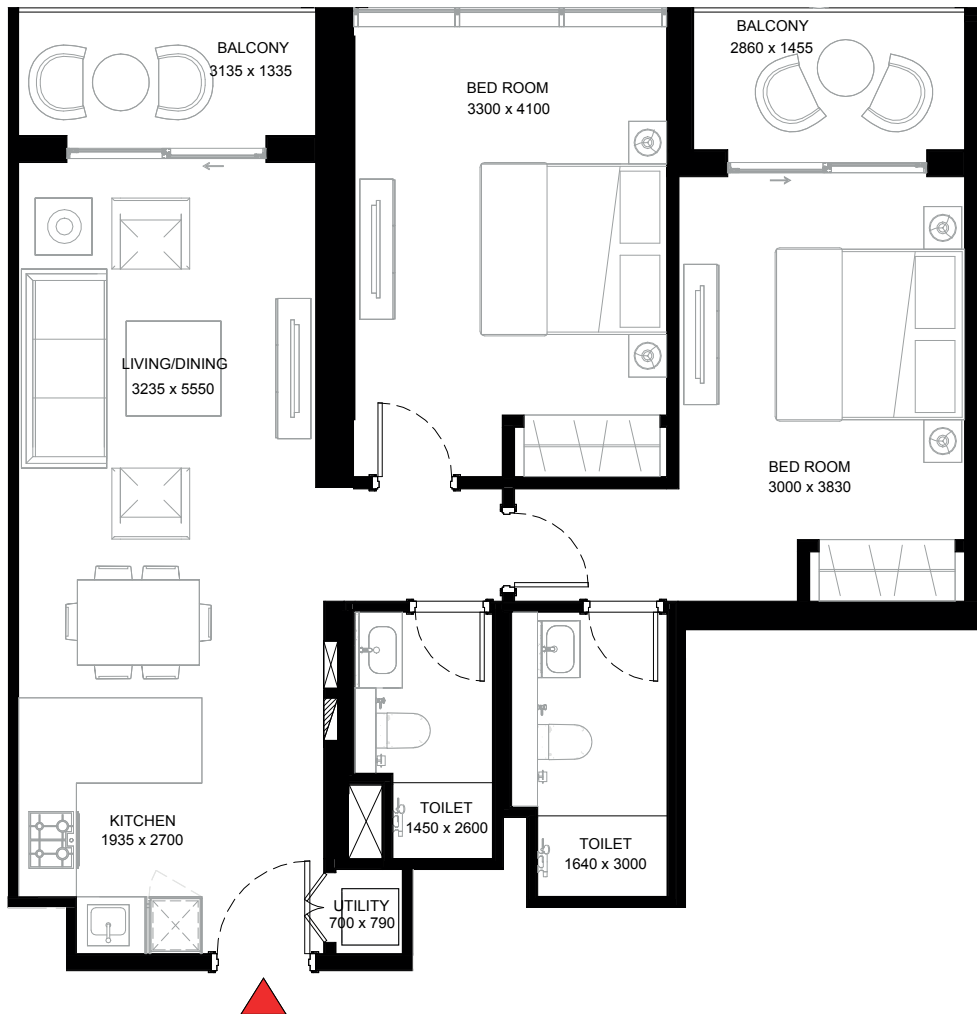 BALCONY
3135 x 1335
BED ROOM
3300 x 4100
BALCONY
2860 x 1455
LIVING/DINING
3235 x 5550
BED ROOM
3000 x 3830
KITCHEN
1935 x 2700
TOILET
1450 x 2600
TOILET
1640 x 3000
UTILITY
700 x 790